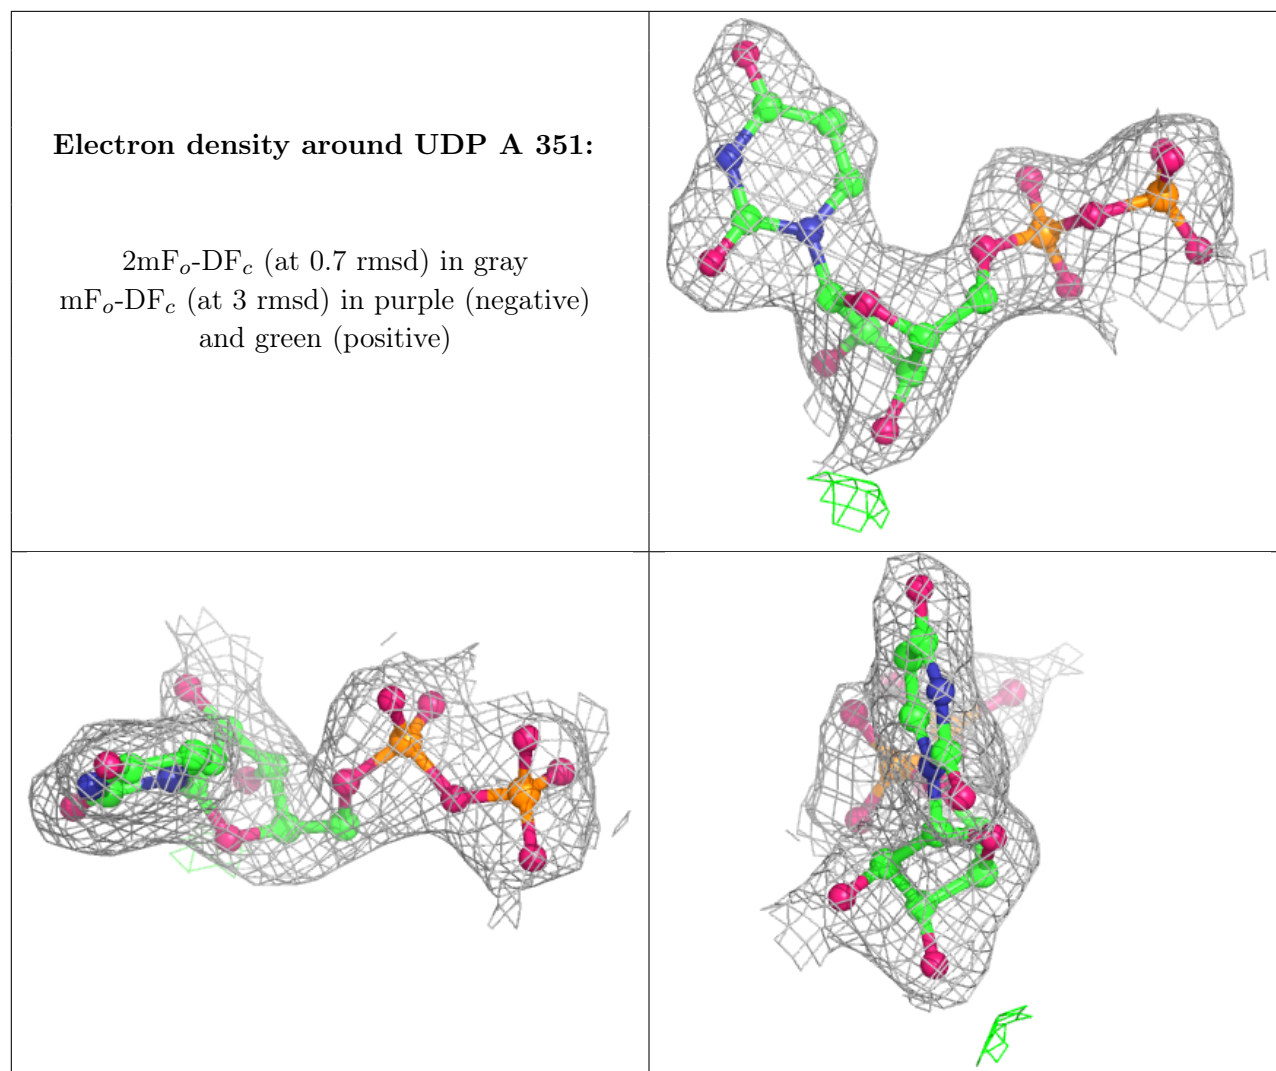 Electron density around UDP A 351:
2mFₒ-DF𝒸 (at 0.7 rmsd) in gray
mFₒ-DF𝒸 (at 3 rmsd) in purple (negative)
and green (positive)